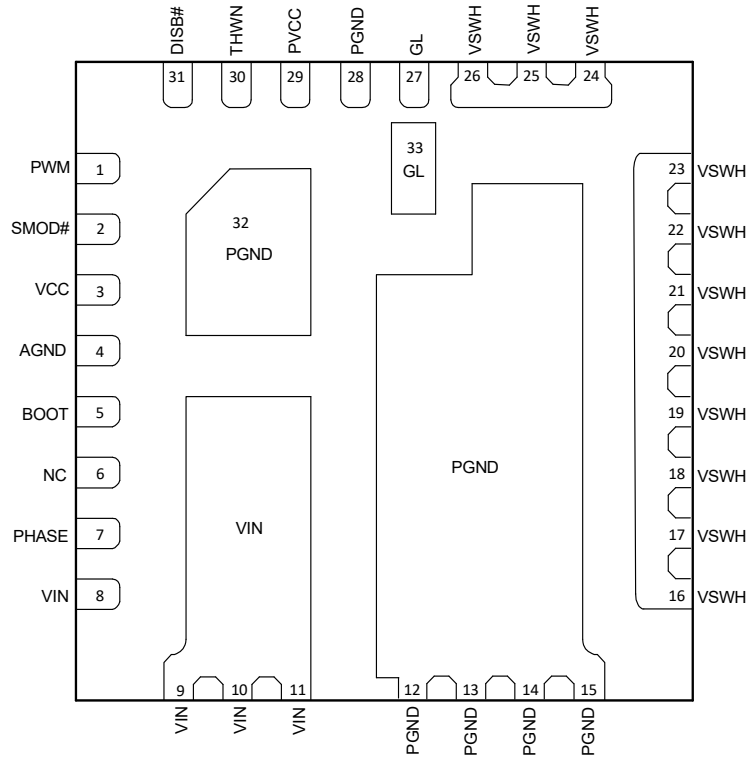 DISB#
THWN
PVCC
PGND
GL
VSWH
VSWH
VSWH
31
30
29
28
27
26
25
24
PWM
1
SMOD#
2
VCC
3
AGND
4
BOOT
5
NC
6
PHASE
7
VIN
8
32
PGND
33
GL
VIN
PGND
23
VSWH
22
VSWH
21
VSWH
20
VSWH
19
VSWH
18
VSWH
17
VSWH
16
VSWH
9
10
11
12
13
14
15
VIN
VIN
VIN
PGND
PGND
PGND
PGND